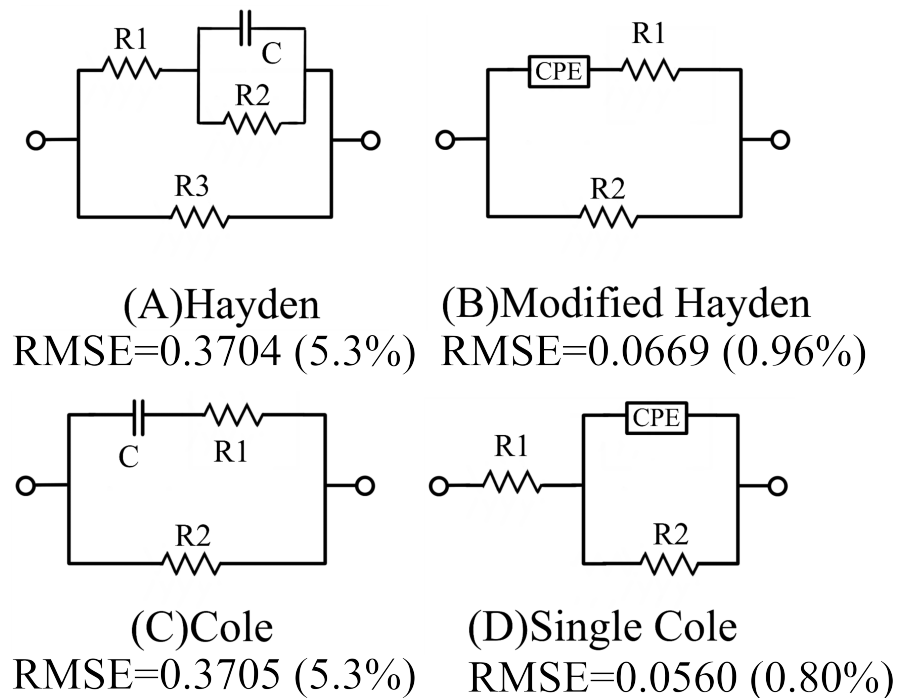 R1
C
R2
R3
(A)Hayden
RMSE=0.3704 (5.3%)
R1
CPE
R2
(B)Modified Hayden
RMSE=0.0669 (0.96%)
C
R1
R2
(C)Cole
RMSE=0.3705 (5.3%)
CPE
R1
R2
(D)Single Cole
RMSE=0.0560 (0.80%)